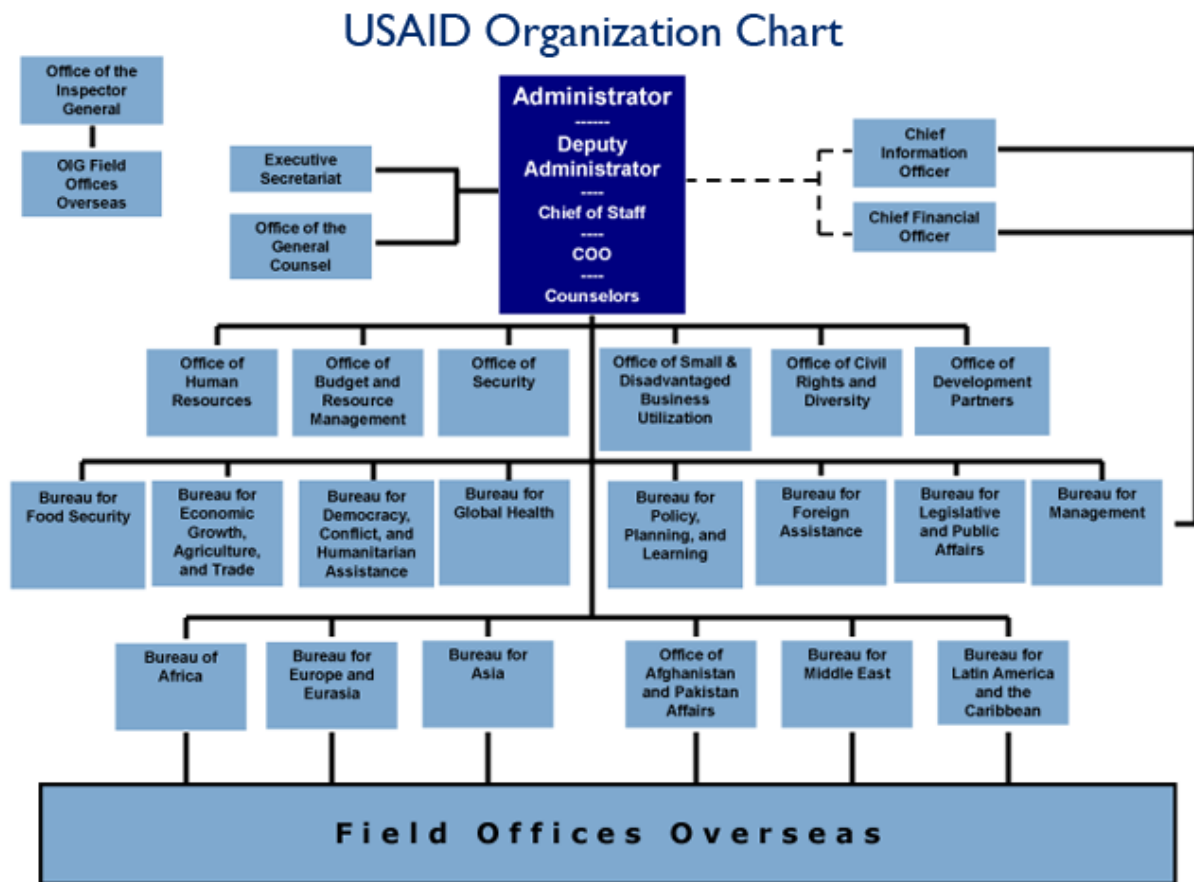 USAID Organization Chart
Office of the
Inspector
General
OIG Field
Offices
Overseas
Executive
Secretariat
Office of the
General
Counsel
Administrator
------
Deputy
Administrator
----
Chief of Staff
----
COO
----
Counselors
Chief
Information
Officer
Chief Financial
Officer
Office of
Human
Resources
Office of
Budget and
Resource
Management
Office of
Security
Office of Small &
Disadvantaged
Business
Utilization
Office of Civil
Rights and
Diversity
Office of
Development
Partners
Bureau for
Food Security
Bureau for
Economic
Growth,
Agriculture,
and Trade
Bureau for
Democracy,
Conflict, and
Humanitarian
Assistance
Bureau for
Global Health
Bureau for
Policy,
Planning, and
Learning
Bureau for
Foreign
Assistance
Bureau for
Legislative
and Public
Affairs
Bureau for
Management
Bureau of
Africa
Bureau for
Europe and
Eurasia
Bureau for
Asia
Office of
Afghanistan
and Pakistan
Affairs
Bureau for
Middle East
Bureau for
Latin America
and the
Caribbean
Field Offices Overseas